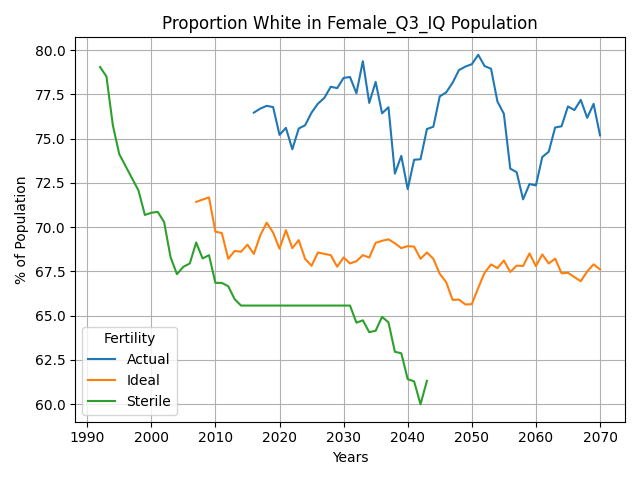 Proportion White in Female_Q3_IQ Population
% of Population
80.0
77.5
75.0
72.5
70.0
67.5
65.0
62.5
60.0
Fertility
Actual
Ideal
Sterile
1990 2000 2010 2020 2030 2040 2050 2060 2070
Years